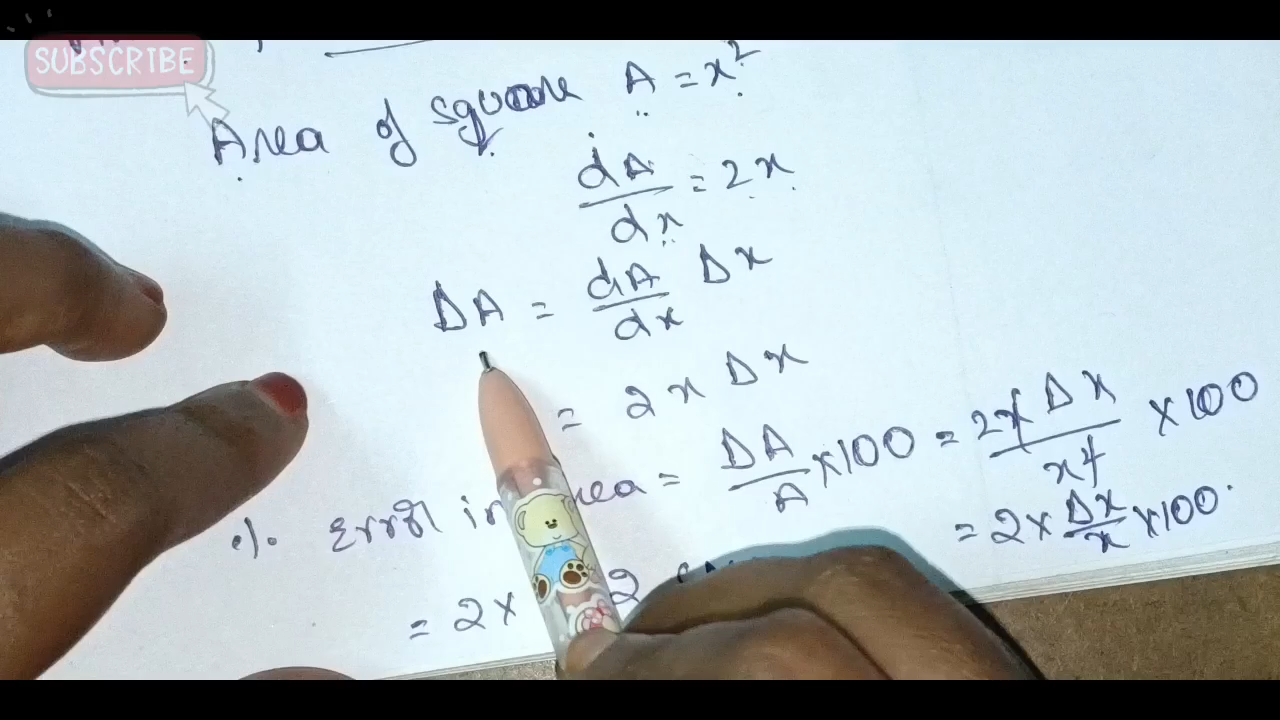 SUBSCRIBE
Area of square A = x²
dA/dx = 2x
ΔA = dA/dx Δx
= 2x Δx
% Error in = ΔA/A × 100 = 2x Δx/x² × 100
= 2 × Δx/x × 100
= 2 × 2